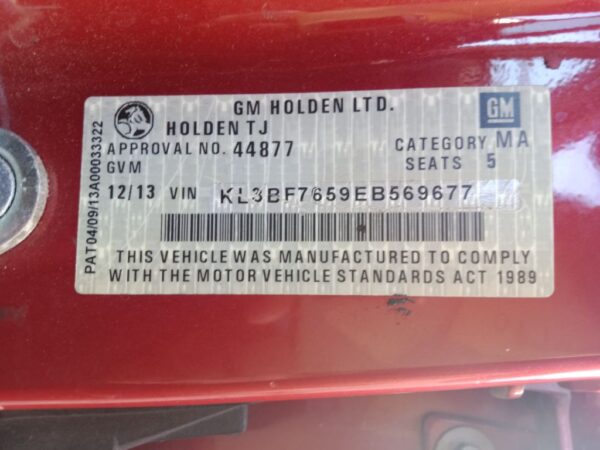 GM HOLDEN LTD.
GM
HOLDEN TJ
APPROVAL NO. 44877
CATEGORY MA
GVM
SEATS 5
12/13 VIN KL3BF7659EB569677
THIS VEHICLE WAS MANUFACTURED TO COMPLY
WITH THE MOTOR VEHICLE STANDARDS ACT 1989
PAT04/09/13A00033322